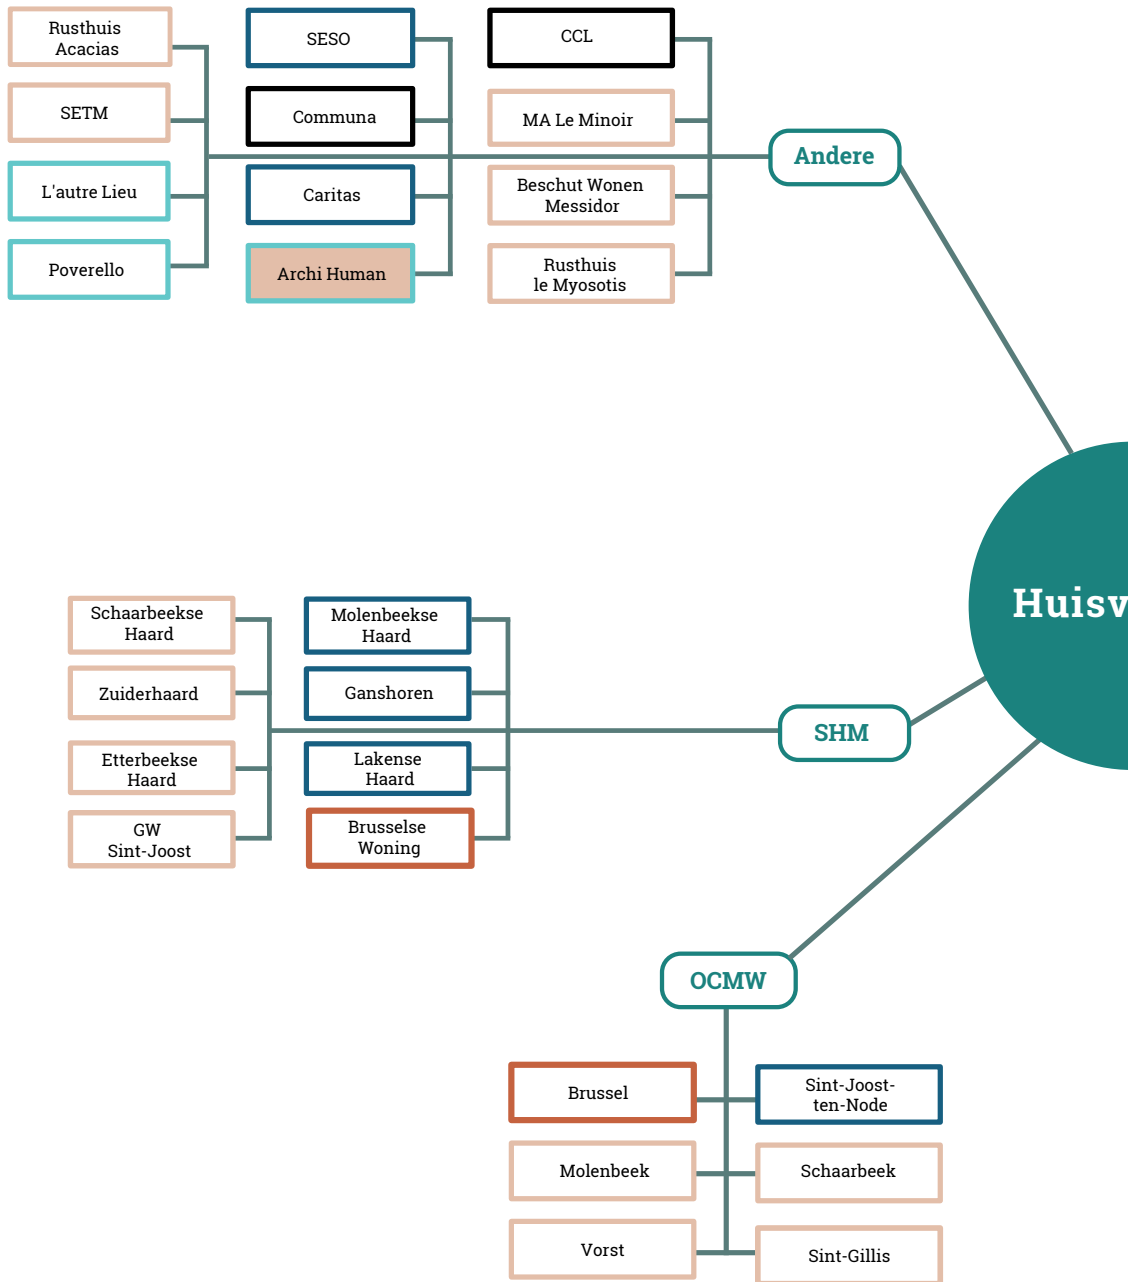 Rusthuis
Acacias
SESO
CCL
SETM
Communa
MA Le Minoir
Andere
L'autre Lieu
Caritas
Beschut Wonen
Messidor
Poverello
Archi Human
Rusthuis
le Myosotis
Huisv
Schaarbeekse
Haard
Molenbeekse
Haard
Zuiderhaard
Ganshoren
SHM
Etterbeekse
Haard
Lakense
Haard
GW
Sint-Joost
Brusselse
Woning
OCMW
Brussel
Sint-Joost-
ten-Node
Molenbeek
Schaarbeek
Vorst
Sint-Gillis